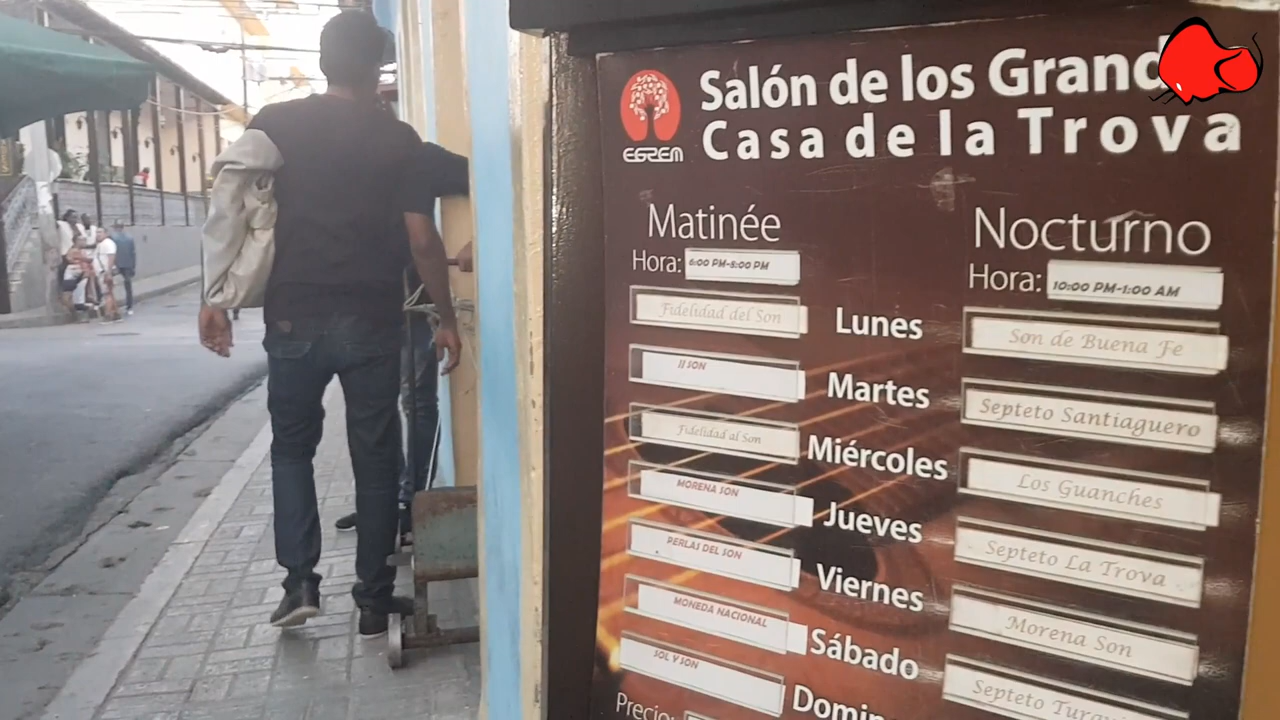 EGREM
Salón de los Grand
Casa de la Trova
Matinée
Hora: 6:00 PM-8:00 PM
Nocturno
Hora: 10:00 PM-1:00 AM
Fidelidad del Son
Lunes
Son de Buena Fe
JJ SON
Martes
Septeto Santiaguero
Fidelidad al Son
Miércoles
Los Guanches
MORENA SON
Jueves
Septeto La Trova
PERLAS DEL SON
Viernes
Morena Son
MONEDA NACIONAL
Sábado
Septeto
SOL Y SON
Precio: